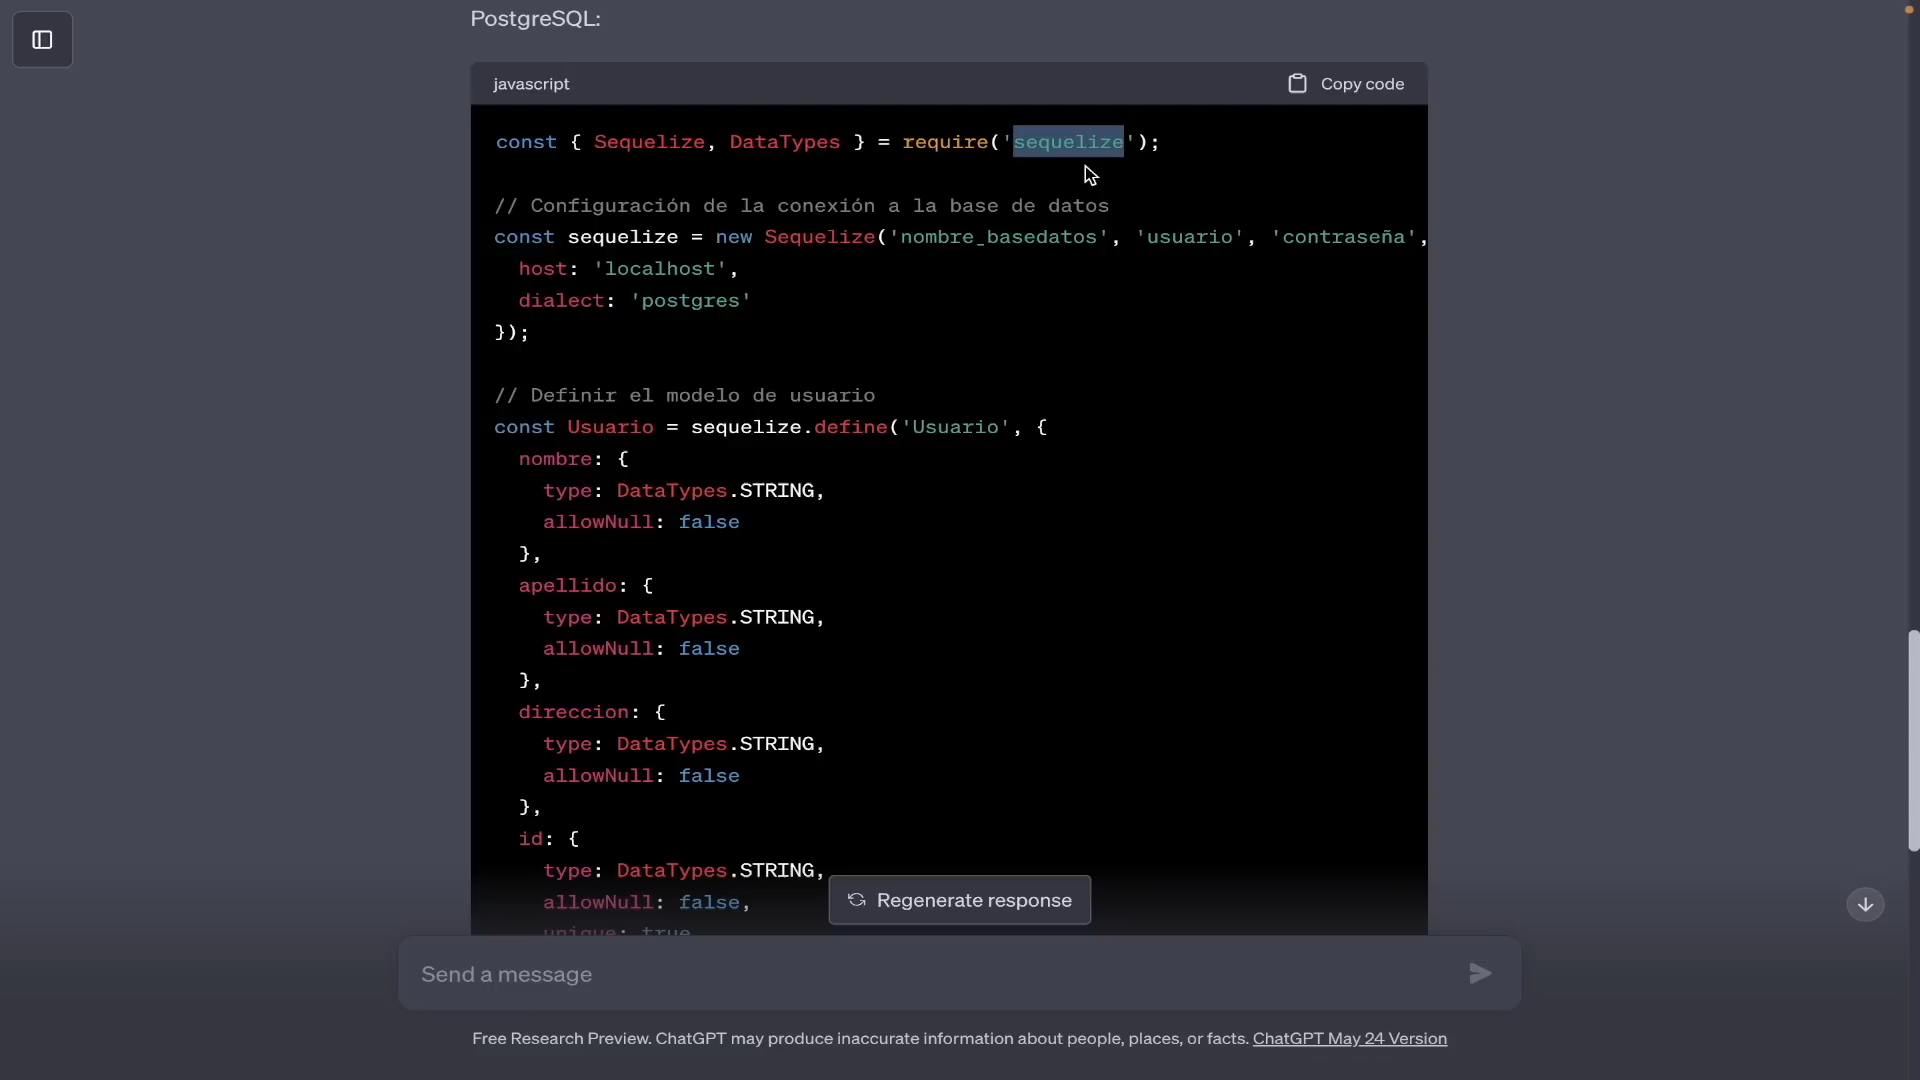 PostgreSQL:
javascript
Copy code
const { Sequelize, DataTypes } = require('sequelize');
// Configuración de la conexión a la base de datos
const sequelize = new Sequelize('nombre_basedatos', 'usuario', 'contraseña',
host: 'localhost',
dialect: 'postgres'
});
// Definir el modelo de usuario
const Usuario = sequelize.define('Usuario', {
nombre: {
type: DataTypes.STRING,
allowNull: false
},
apellido: {
type: DataTypes.STRING,
allowNull: false
},
direccion: {
type: DataTypes.STRING,
allowNull: false
},
id: {
type: DataTypes.STRING,
allowNull: false,
unique: true
Regenerate response
Send a message
Free Research Preview. ChatGPT may produce inaccurate information about people, places, or facts. ChatGPT May 24 Version